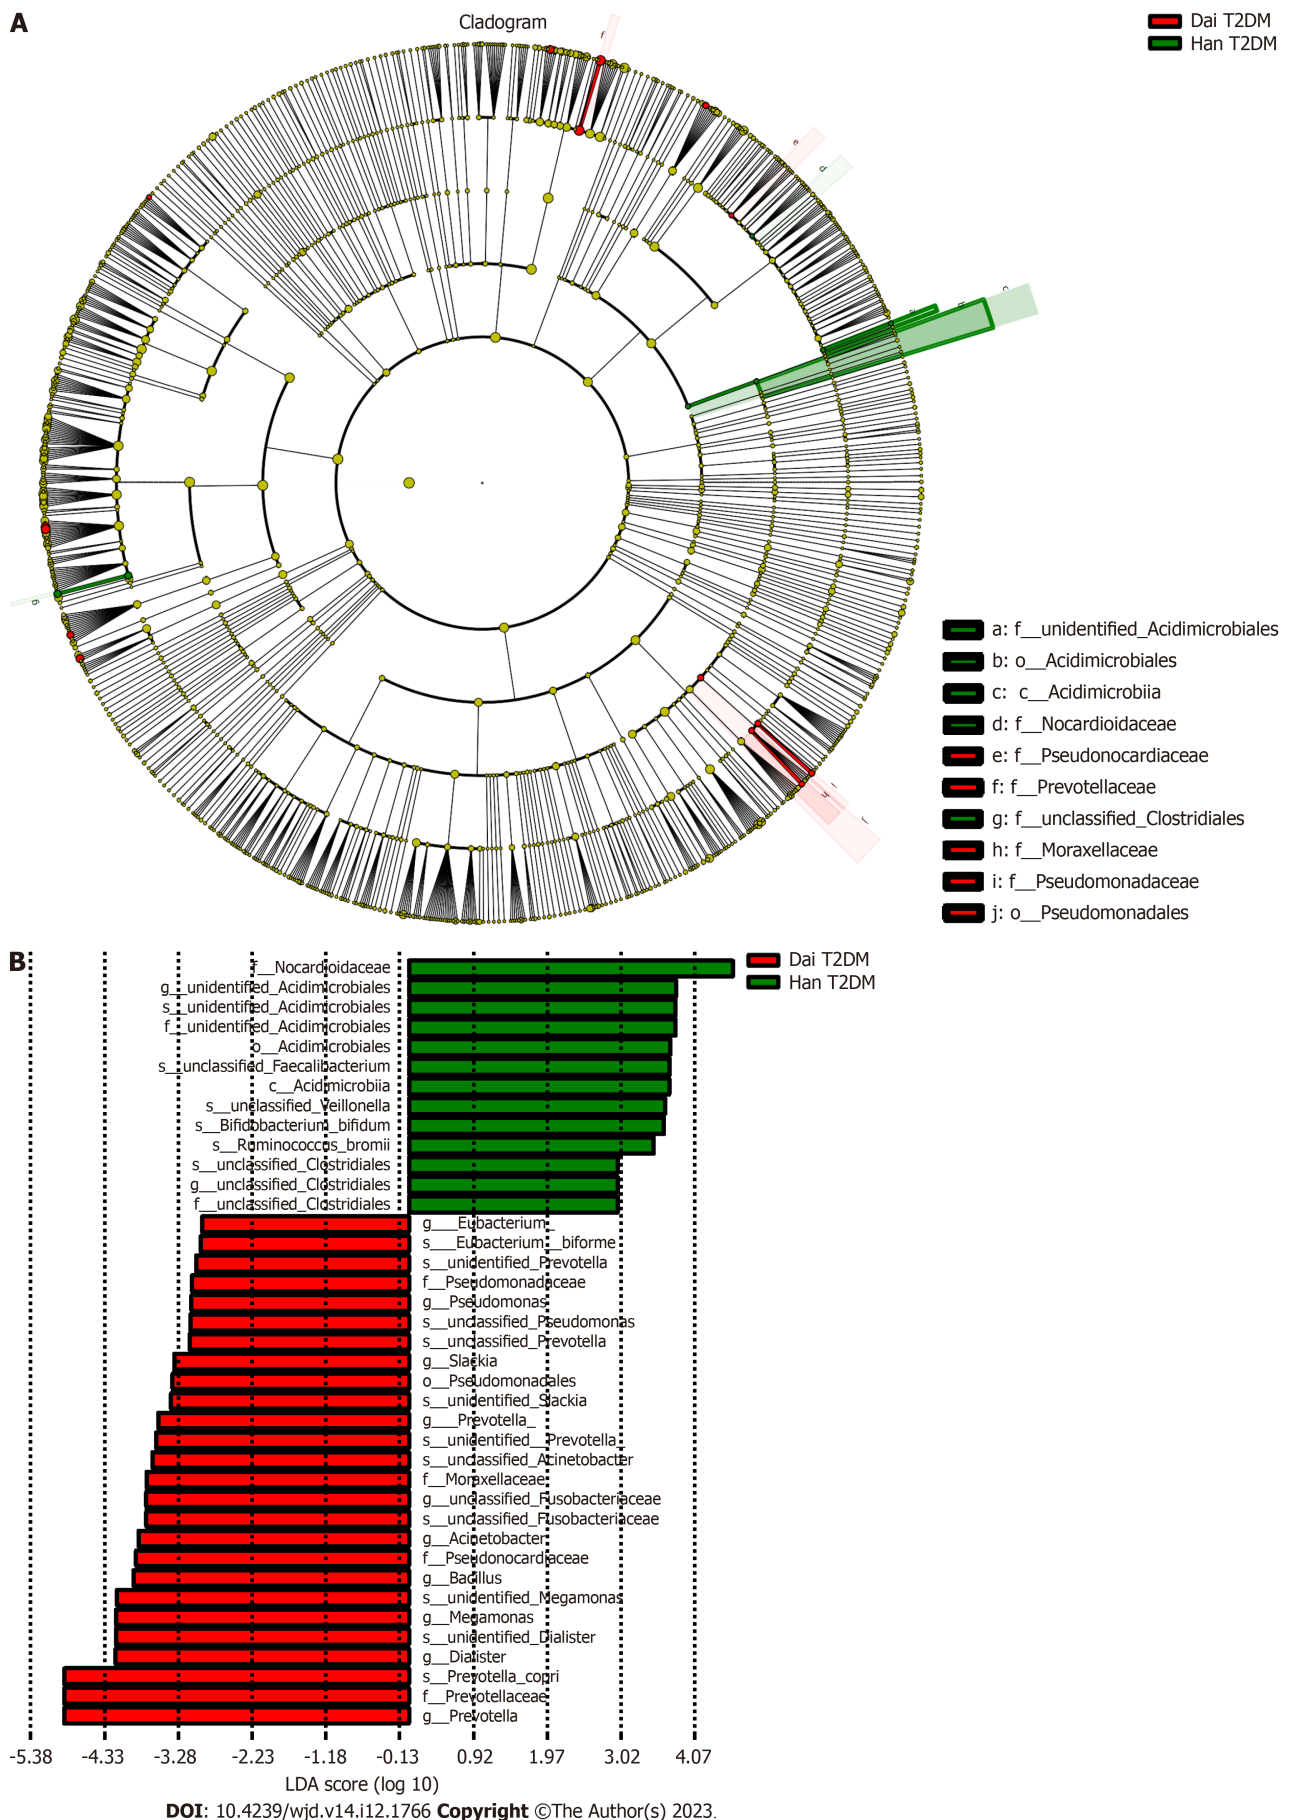 A
Cladogram
Dai T2DM
Han T2DM
f
e
d
c
b
a
g
i
h
j
a: f__unidentified_Acidimicrobiales
b: o__Acidimicrobiales
c: c__Acidimicrobiia
d: f__Nocardioidaceae
e: f__Pseudonocardiaceae
f: f__Prevotellaceae
g: f__unclassified_Clostridiales
h: f__Moraxellaceae
i: f__Pseudomonadaceae
j: o__Pseudomonadales
B
Dai T2DM
Han T2DM
f__Nocardioidaceae
g__unidentified_Acidimicrobiales
s__unidentified_Acidimicrobiales
f__unidentified_Acidimicrobiales
o__Acidimicrobiales
s__unclassified_Faecalibacterium
c__Acidimicrobiia
s__unclassified_Veillonella
s__Bifidobacterium_bifidum
s__Ruminococcus_bromii
s__unclassified_Clostridiales
g__unclassified_Clostridiales
f__unclassified_Clostridiales
g___Eubacterium_
s___Eubacterium__biforme
s__unidentified_Prevotella
f__Pseudomonadaceae
g__Pseudomonas
s__unclassified_Pseudomonas
s__unclassified_Prevotella
g__Slackia
o__Pseudomonadales
s__unidentified_Slackia
g___Prevotella_
s__unidentified__Prevotella_
s__unclassified_Acinetobacter
f__Moraxellaceae
g__unclassified_Fusobacteriaceae
s__unclassified_Fusobacteriaceae
g__Acinetobacter
f__Pseudonocardiaceae
g__Bacillus
s__unidentified_Megamonas
g__Megamonas
s__unidentified_Dialister
g__Dialister
s__Prevotella_copri
f__Prevotellaceae
g__Prevotella
-5.38 -4.33 -3.28 -2.23 -1.18 -0.13 0.92 1.97 3.02 4.07
LDA score (log 10)
DOI: 10.4239/wjd.v14.i12.1766 Copyright ©The Author(s) 2023.